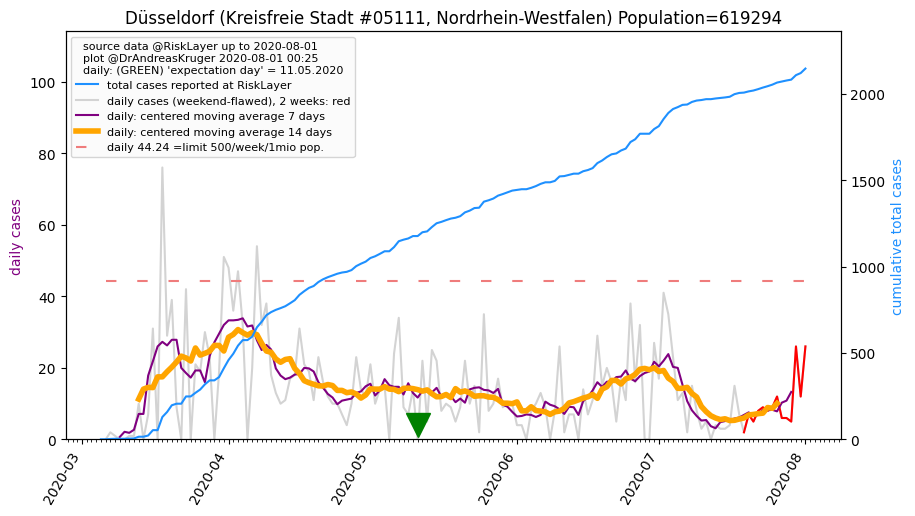 Düsseldorf (Kreisfreie Stadt #05111, Nordrhein-Westfalen) Population=619294
source data @RiskLayer up to 2020-08-01
plot @DrAndreasKruger 2020-08-01 00:25
daily: (GREEN) 'expectation day' = 11.05.2020
total cases reported at RiskLayer
daily cases (weekend-flawed), 2 weeks: red
daily: centered moving average 7 days
daily: centered moving average 14 days
daily 44.24 =limit 500/week/1mio pop.
daily cases
100
80
60
40
20
0
cumulative total cases
2000
1500
1000
500
0
2020-03
2020-04
2020-05
2020-06
2020-07
2020-08